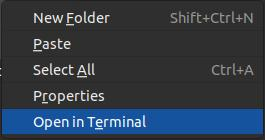 New Folder Shift+Ctrl+N
Paste
Select All Ctrl+A
Properties
Open in Terminal